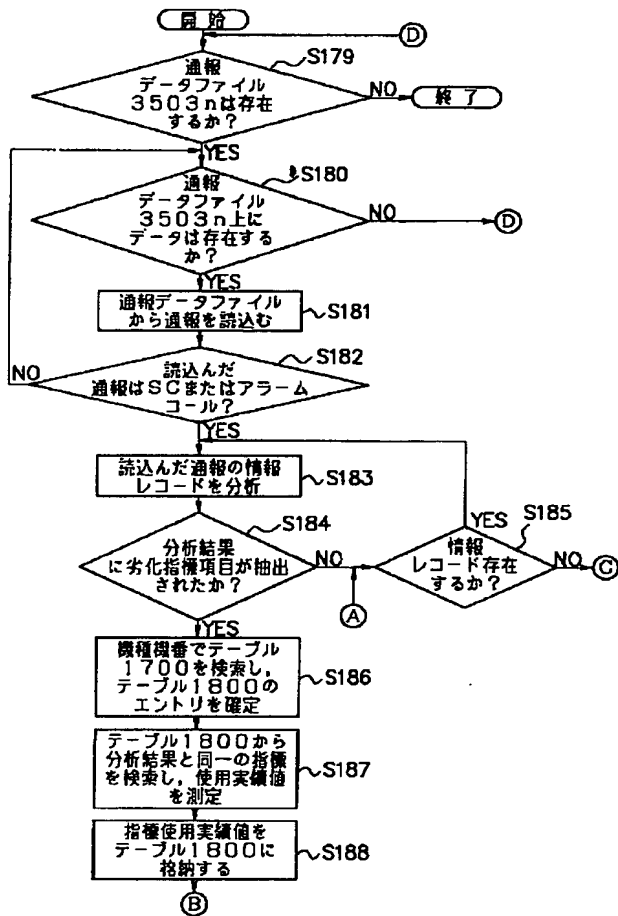 開始
D
S179
通報
データファイル
3503nは存在
するか？
NO
終了
YES
S180
通報
データファイル
3503n上に
データは存在する
か？
NO
D
YES
通報データファイル
から通報を読込む
S181
S182
NO
読込んだ
通報はSCまたはアラーム
コール？
YES
読込んだ通報の情報
レコードを分析
S183
S184
分析結果
に劣化指標項目が抽出
されたか？
NO
YES
S185
情報
レコード存在
するか？
NO
C
A
YES
機種機番でテーブル
1700を検索し，
テーブル1800の
エントリを確定
S186
テーブル1800から
分析結果と同一の指標
を検索し，使用実績値
を測定
S187
指標使用実績値を
テーブル1800に
格納する
S188
B